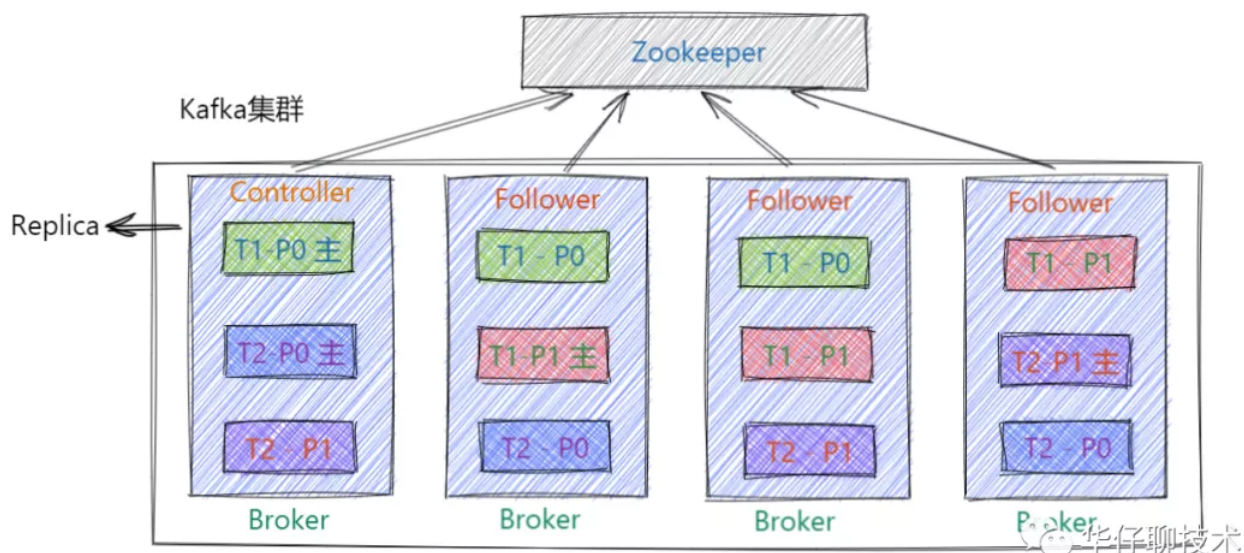 Zookeeper
Kafka集群
Replica
Controller
T1-P0 主
T2-P0 主
T2 - P1
Broker
Follower
T1 - P0
T1-P1 主
T2 - P0
Broker
Follower
T1 - P0
T1 - P1
T2 - P1
Broker
Follower
T1 - P1
T2-P1 主
T2 - P0
Broker
华仔聊技术